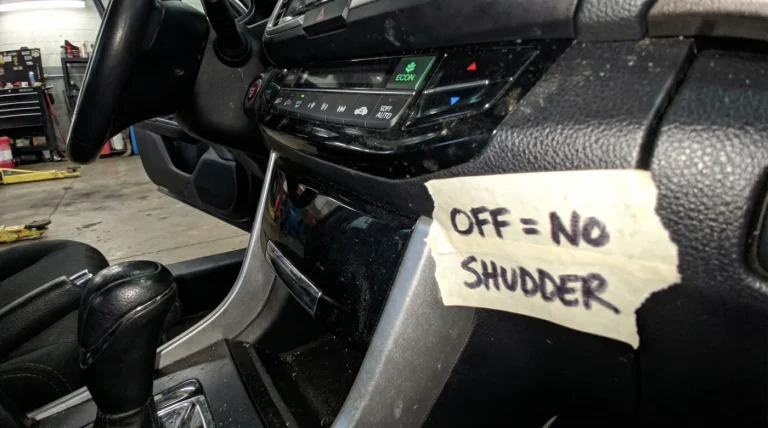 ECON
SOFT
AUTO
OFF = NO
SHUDDER